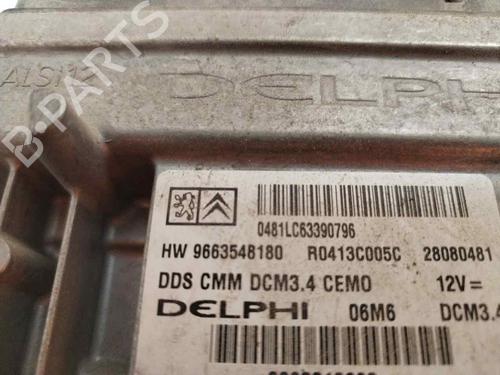 DELPHI
B-PARTS
0481LC63390796
HW 9663548180 R0413C005C 28080481
DDS CMM DCM3.4 CEMO 12V=
DELPHI 06M6 DCM3.4